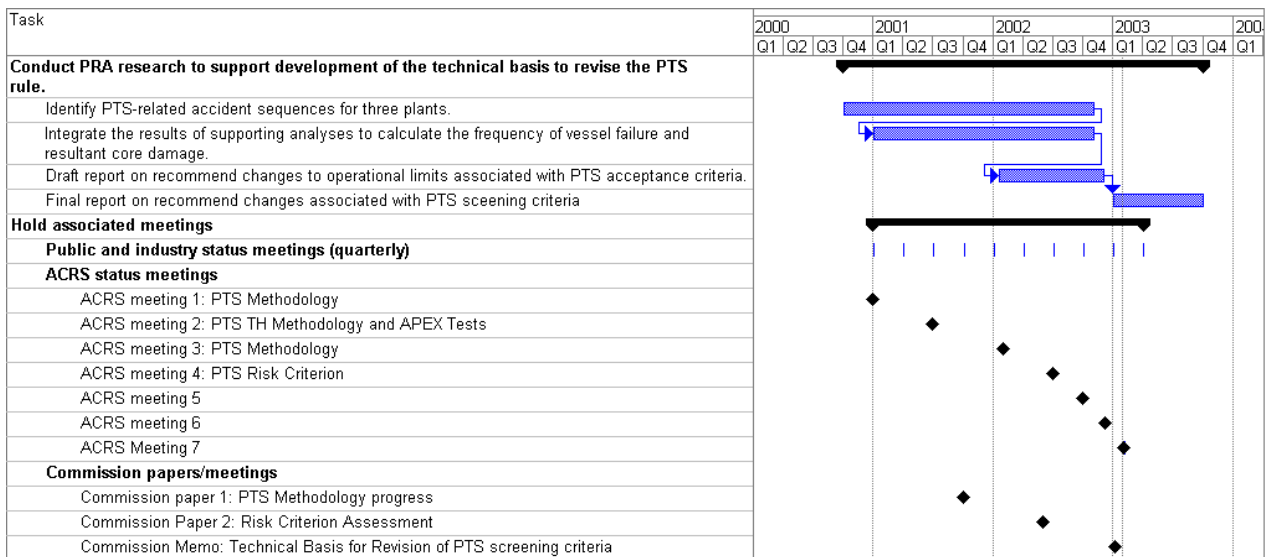 Task
2000 2001 2002 2003 200
Q1 Q2 Q3 Q4 Q1 Q2 Q3 Q4 Q1 Q2 Q3 Q4 Q1 Q2 Q3 Q4 Q1
Conduct PRA research to support development of the technical basis to revise the PTS
rule.
Identify PTS-related accident sequences for three plants.
Integrate the results of supporting analyses to calculate the frequency of vessel failure and
resultant core damage.
Draft report on recommend changes to operational limits associated with PTS acceptance criteria.
Final report on recommend changes associated with PTS sceening criteria
Hold associated meetings
Public and industry status meetings (quarterly)
ACRS status meetings
ACRS meeting 1: PTS Methodology
ACRS meeting 2: PTS TH Methodology and APEX Tests
ACRS meeting 3: PTS Methodology
ACRS meeting 4: PTS Risk Criterion
ACRS meeting 5
ACRS meeting 6
ACRS Meeting 7
Commission papers/meetings
Commission paper 1: PTS Methodology progress
Commission Paper 2: Risk Criterion Assessment
Commission Memo: Technical Basis for Revision of PTS screening criteria